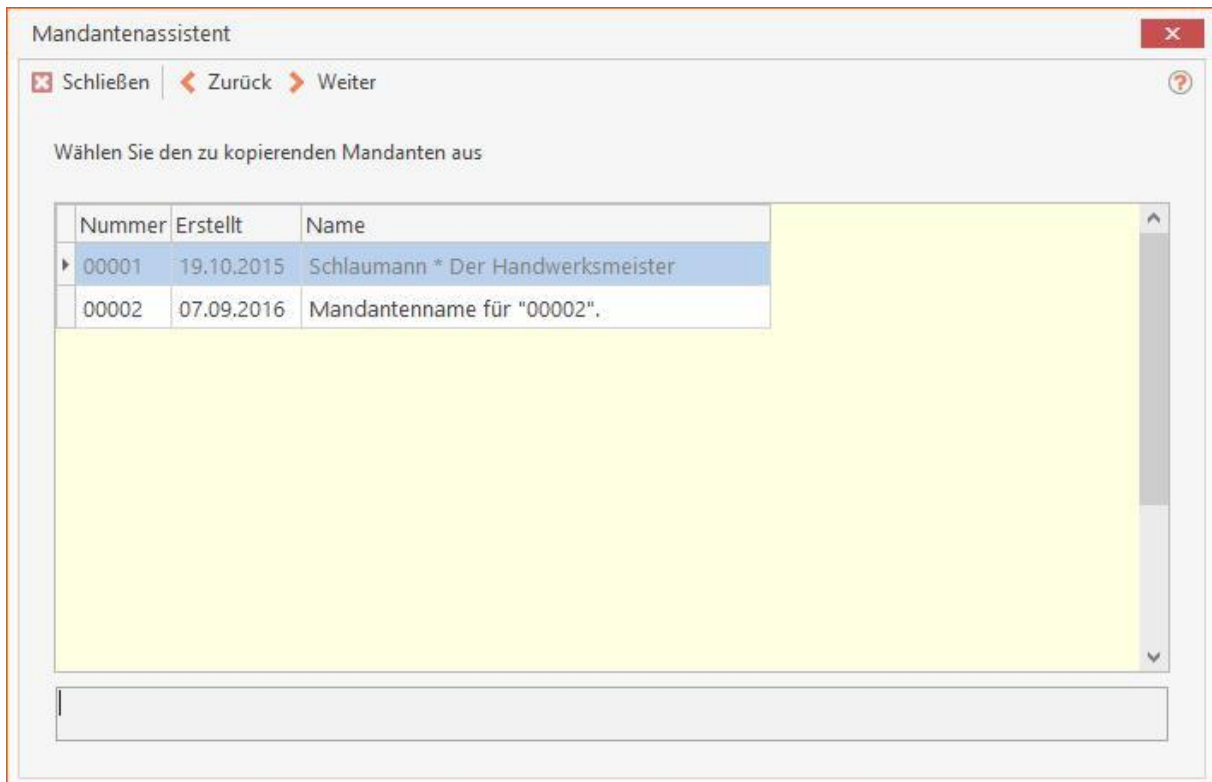 Mandantenassistent
Schließen Zurück Weiter
Wählen Sie den zu kopierenden Mandanten aus
Nummer Erstellt Name
00001 19.10.2015 Schlaumann * Der Handwerksmeister
00002 07.09.2016 Mandantenname für "00002".